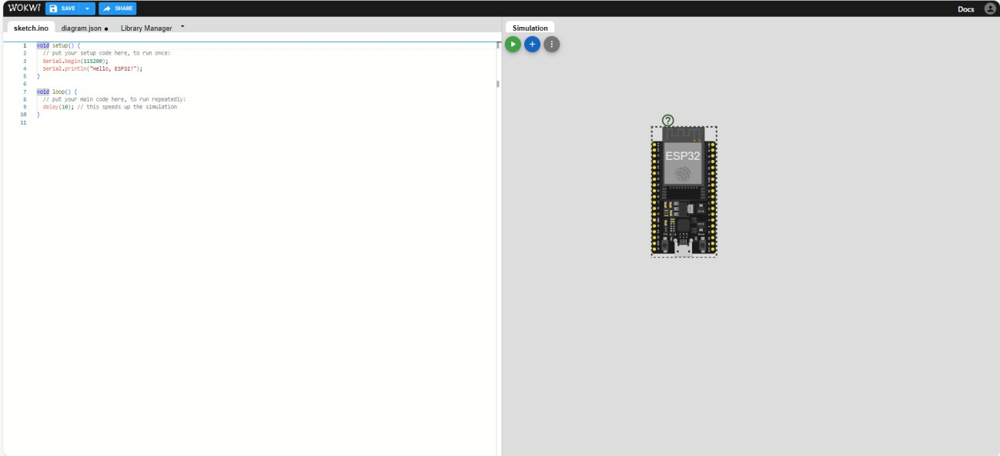 WOKWI SAVE SHARE Docs
sketch.ino diagram.json ● Library Manager
Simulation
1 void setup() {
2 // put your setup code here, to run once:
3 Serial.begin(115200);
4 Serial.println("Hello, ESP32!");
5 }
6
7 void loop() {
8 // put your main code here, to run repeatedly:
9 delay(10); // this speeds up the simulation
10 }
11
?
ESP32